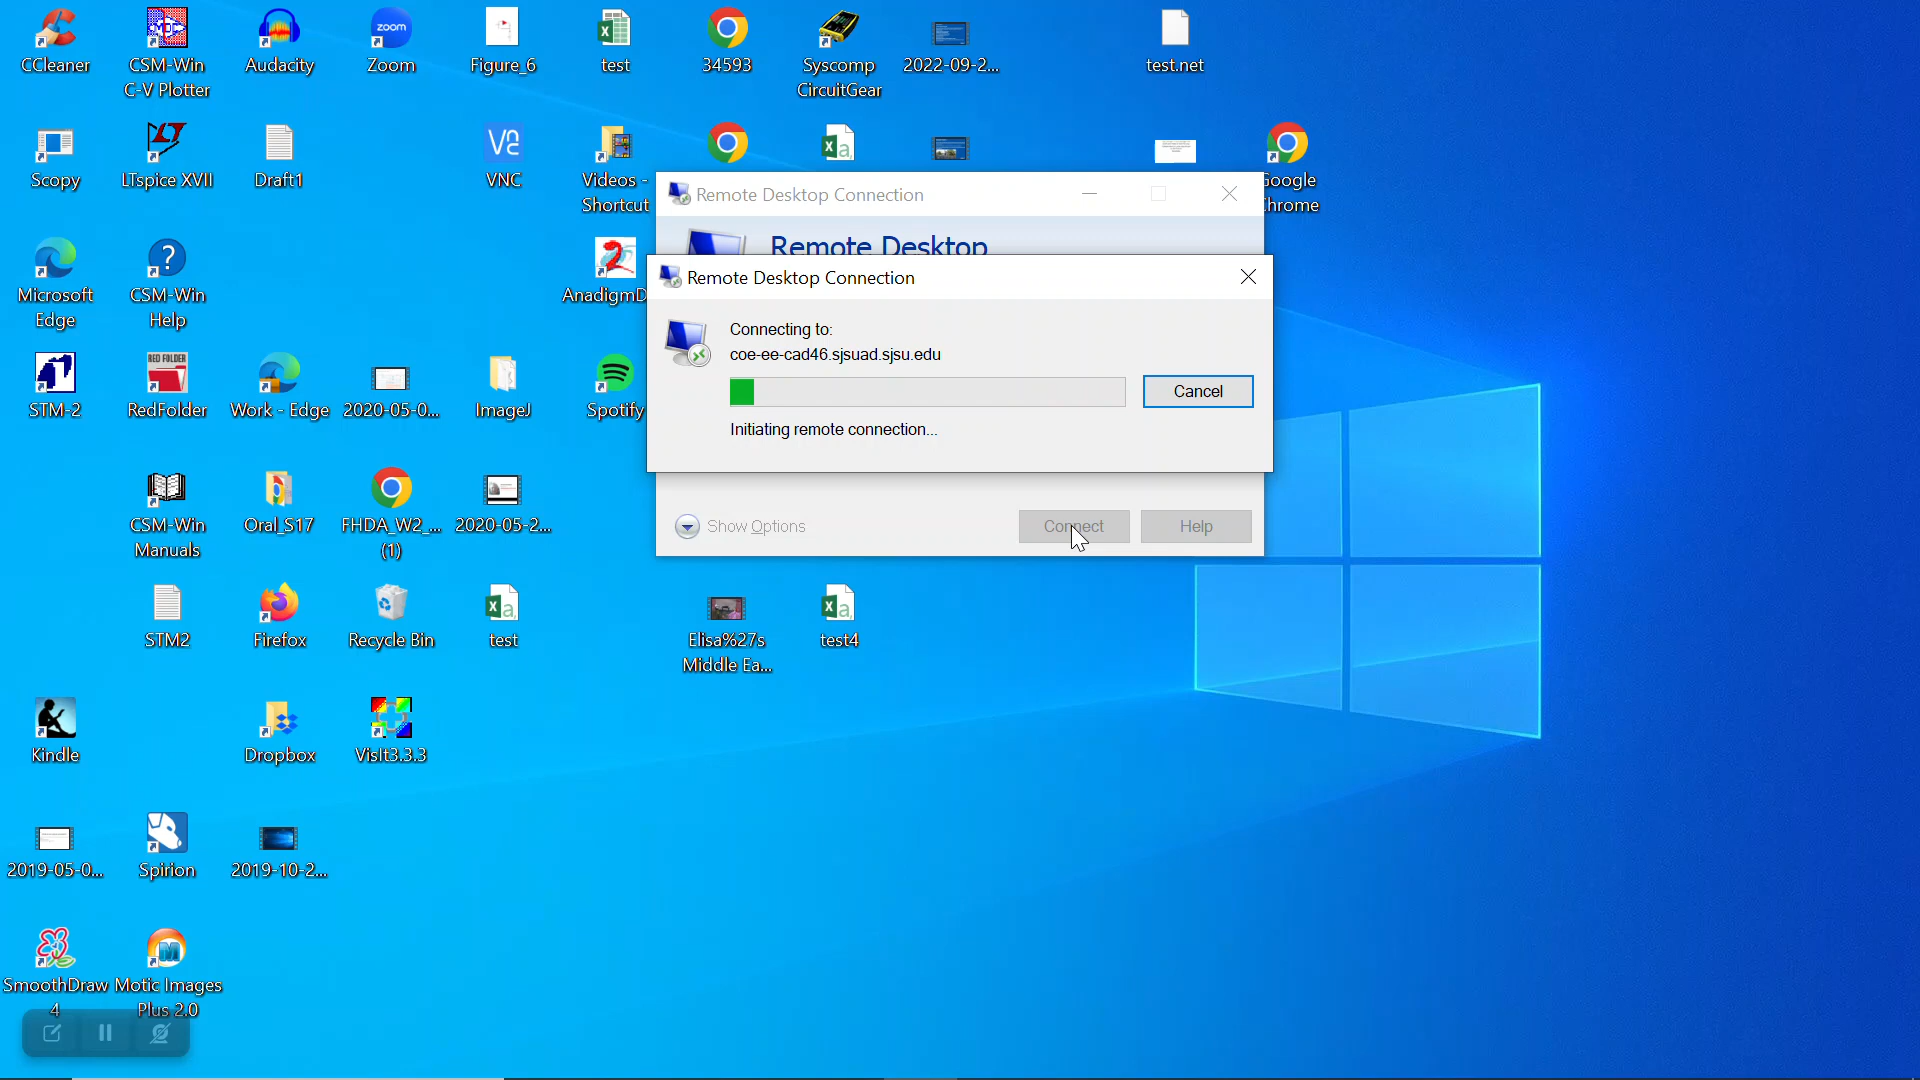 CCleaner
CSM-Win
C-V Plotter
Audacity
zoom
Zoom
Figure_6
test
34593
Syscomp
CircuitGear
2022-09-2...
test.net
Scopy
LTspice XVII
Draft1
VNC
Videos -
Shortcut
Google
Chrome
Remote Desktop Connection
Remote Desktop
Microsoft
Edge
CSM-Win
Help
AnadigmD
Remote Desktop Connection
Connecting to:
coe-ee-cad46.sjsuad.sjsu.edu
Cancel
Initiating remote connection...
STM-2
RED FOLDER
RedFolder
Work - Edge
2020-05-0...
ImageJ
Spotify
CSM-Win
Manuals
Oral_S17
FHDA_W2_...
(1)
2020-05-2...
Show Options
Connect
Help
STM2
Firefox
Recycle Bin
test
Elisa%27s
Middle Ea...
test4
Kindle
Dropbox
VisIt3.3.3
2019-05-0...
Spirion
2019-10-2...
SmoothDraw
4
Motic Images
Plus 2.0